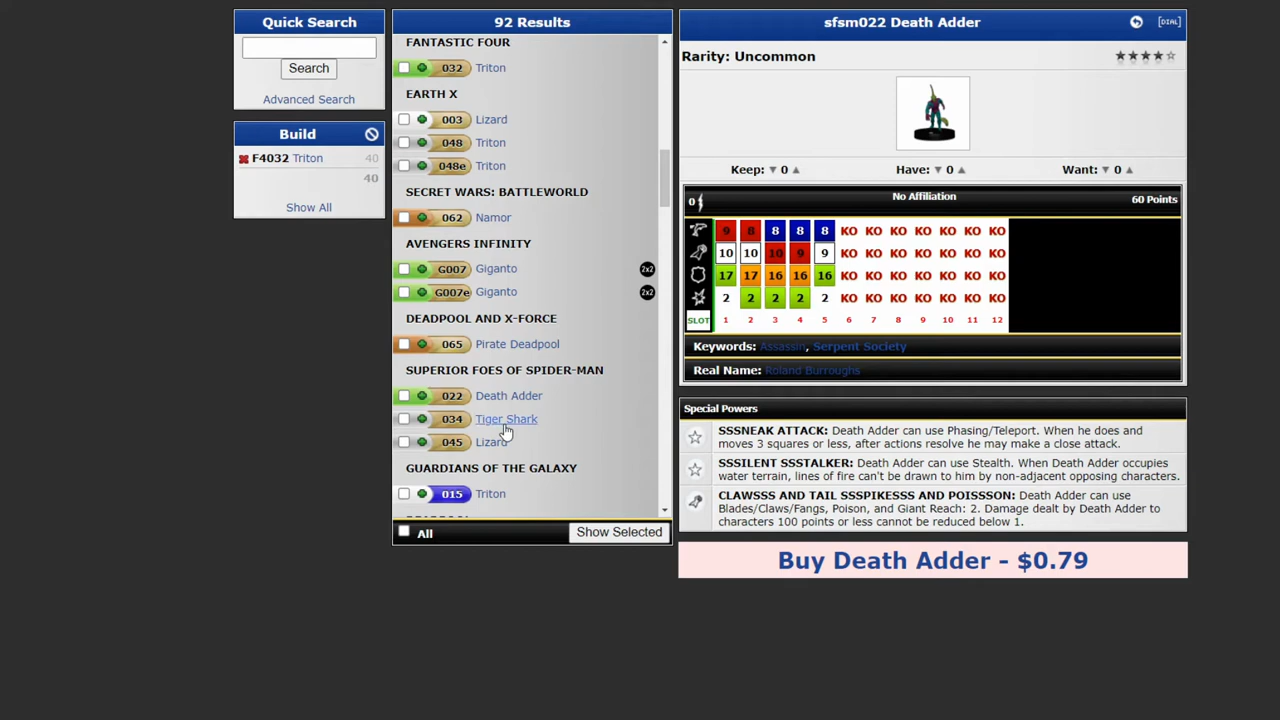 Quick Search
Search
Advanced Search
Build
F4032 Triton 40
40
Show All
92 Results
FANTASTIC FOUR
032 Triton
EARTH X
003 Lizard
048 Triton
048e Triton
SECRET WARS: BATTLEWORLD
062 Namor
AVENGERS INFINITY
G007 Giganto 2x2
G007e Giganto 2x2
DEADPOOL AND X-FORCE
065 Pirate Deadpool
SUPERIOR FOES OF SPIDER-MAN
022 Death Adder
034 Tiger Shark
045 Lizard
GUARDIANS OF THE GALAXY
015 Triton
All
Show Selected
sfsm022 Death Adder [DIAL]
Rarity: Uncommon
Keep: 0 Have: 0 Want: 0
0 No Affiliation 60 Points
9 8 8 8 8 KO KO KO KO KO KO KO
10 10 10 9 9 KO KO KO KO KO KO KO
17 17 16 16 16 KO KO KO KO KO KO KO
2 2 2 2 2 KO KO KO KO KO KO KO
SLOT 1 2 3 4 5 6 7 8 9 10 11 12
Keywords: Assassin, Serpent Society
Real Name: Roland Burroughs
Special Powers
SSSNEAK ATTACK: Death Adder can use Phasing/Teleport. When he does and
moves 3 squares or less, after actions resolve he may make a close attack.
SSSILENT SSSTALKER: Death Adder can use Stealth. When Death Adder occupies
water terrain, lines of fire can't be drawn to him by non-adjacent opposing characters.
CLAWSSS AND TAIL SSSPIKESSS AND POISSSON: Death Adder can use
Blades/Claws/Fangs, Poison, and Giant Reach: 2. Damage dealt by Death Adder to
characters 100 points or less cannot be reduced below 1.
Buy Death Adder - $0.79